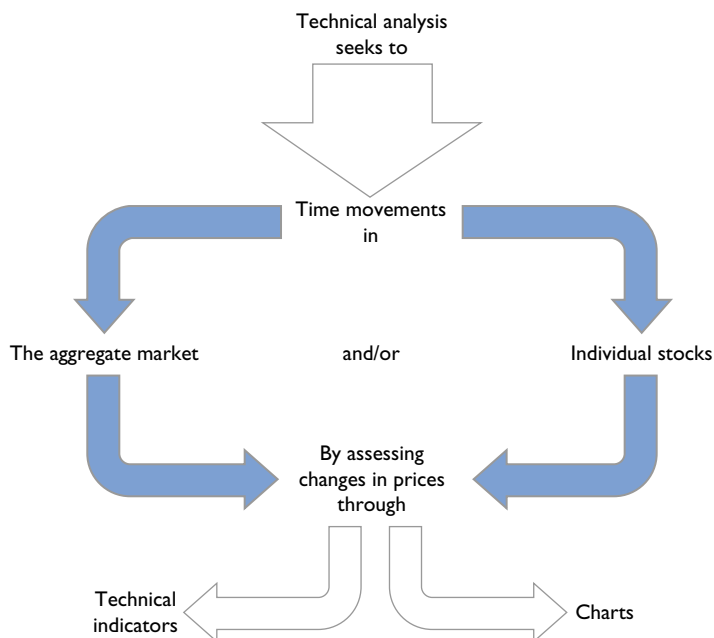 Technical analysis
seeks to
Time movements
in
The aggregate market
and/or
Individual stocks
By assessing
changes in prices
through
Technical
indicators
Charts